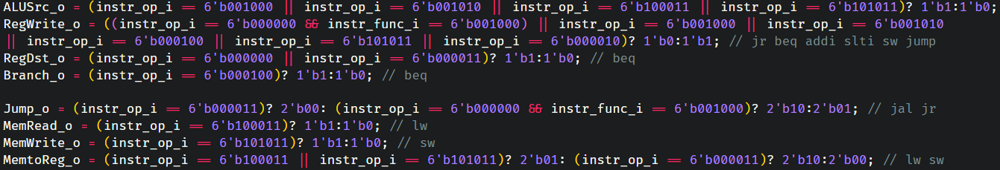 ALUSrc_o = (instr_op_i == 6'b001000 || instr_op_i == 6'b001010 || instr_op_i == 6'b100011 || instr_op_i == 6'b101011)? 1'b1:1'b0;
RegWrite_o = ((instr_op_i == 6'b000000 && instr_func_i == 6'b001000) || instr_op_i == 6'b001000 || instr_op_i == 6'b001010
|| instr_op_i == 6'b000100 || instr_op_i == 6'b101011 || instr_op_i == 6'b000010)? 1'b0:1'b1; // jr beq addi slti sw jump
RegDst_o = (instr_op_i == 6'b000000 || instr_op_i == 6'b000011)? 1'b1:1'b0; // beq
Branch_o = (instr_op_i == 6'b000100)? 1'b1:1'b0; // beq
Jump_o = (instr_op_i == 6'b000011)? 2'b00: (instr_op_i == 6'b000000 && instr_func_i == 6'b001000)? 2'b10:2'b01; // jal jr
MemRead_o = (instr_op_i == 6'b100011)? 1'b1:1'b0; // lw
MemWrite_o = (instr_op_i == 6'b101011)? 1'b1:1'b0; // sw
MemtoReg_o = (instr_op_i == 6'b100011 || instr_op_i == 6'b101011)? 2'b01: (instr_op_i == 6'b000011)? 2'b10:2'b00; // lw sw